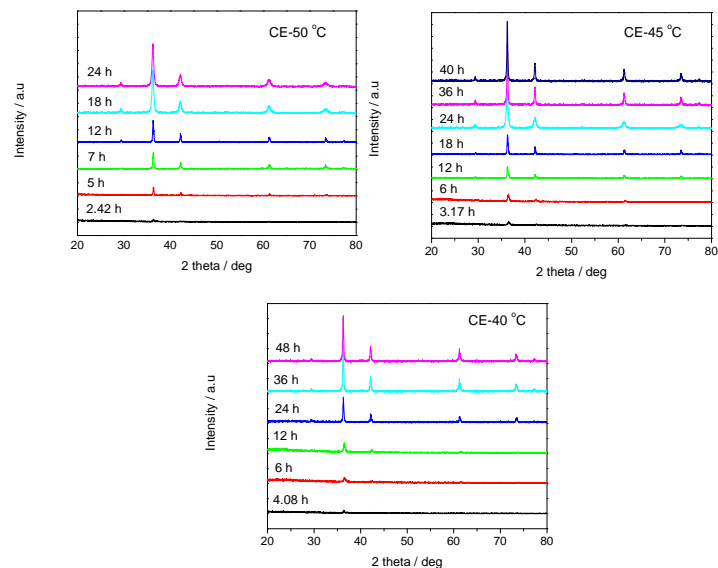 CE-50 °C
24 h
18 h
12 h
7 h
5 h
2.42 h
Intensity / a.u
20 30 40 50 60 70 80
2 theta / deg
CE-45 °C
40 h
36 h
24 h
18 h
12 h
6 h
3.17 h
Intensity / a.u
20 30 40 50 60 70 80
2 theta / deg
CE-40 °C
48 h
36 h
24 h
12 h
6 h
4.08 h
Intensity / a.u
20 30 40 50 60 70 80
2 theta / deg